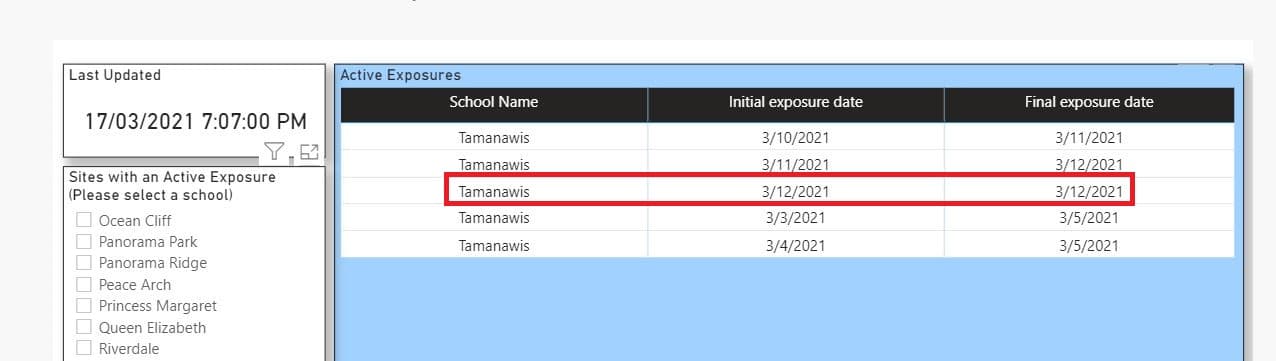 Last Updated
17/03/2021 7:07:00 PM
Sites with an Active Exposure
(Please select a school)
Ocean Cliff
Panorama Park
Panorama Ridge
Peace Arch
Princess Margaret
Queen Elizabeth
Riverdale
Active Exposures
School Name Initial exposure date Final exposure date
Tamanawis 3/10/2021 3/11/2021
Tamanawis 3/11/2021 3/12/2021
Tamanawis 3/12/2021 3/12/2021
Tamanawis 3/3/2021 3/5/2021
Tamanawis 3/4/2021 3/5/2021